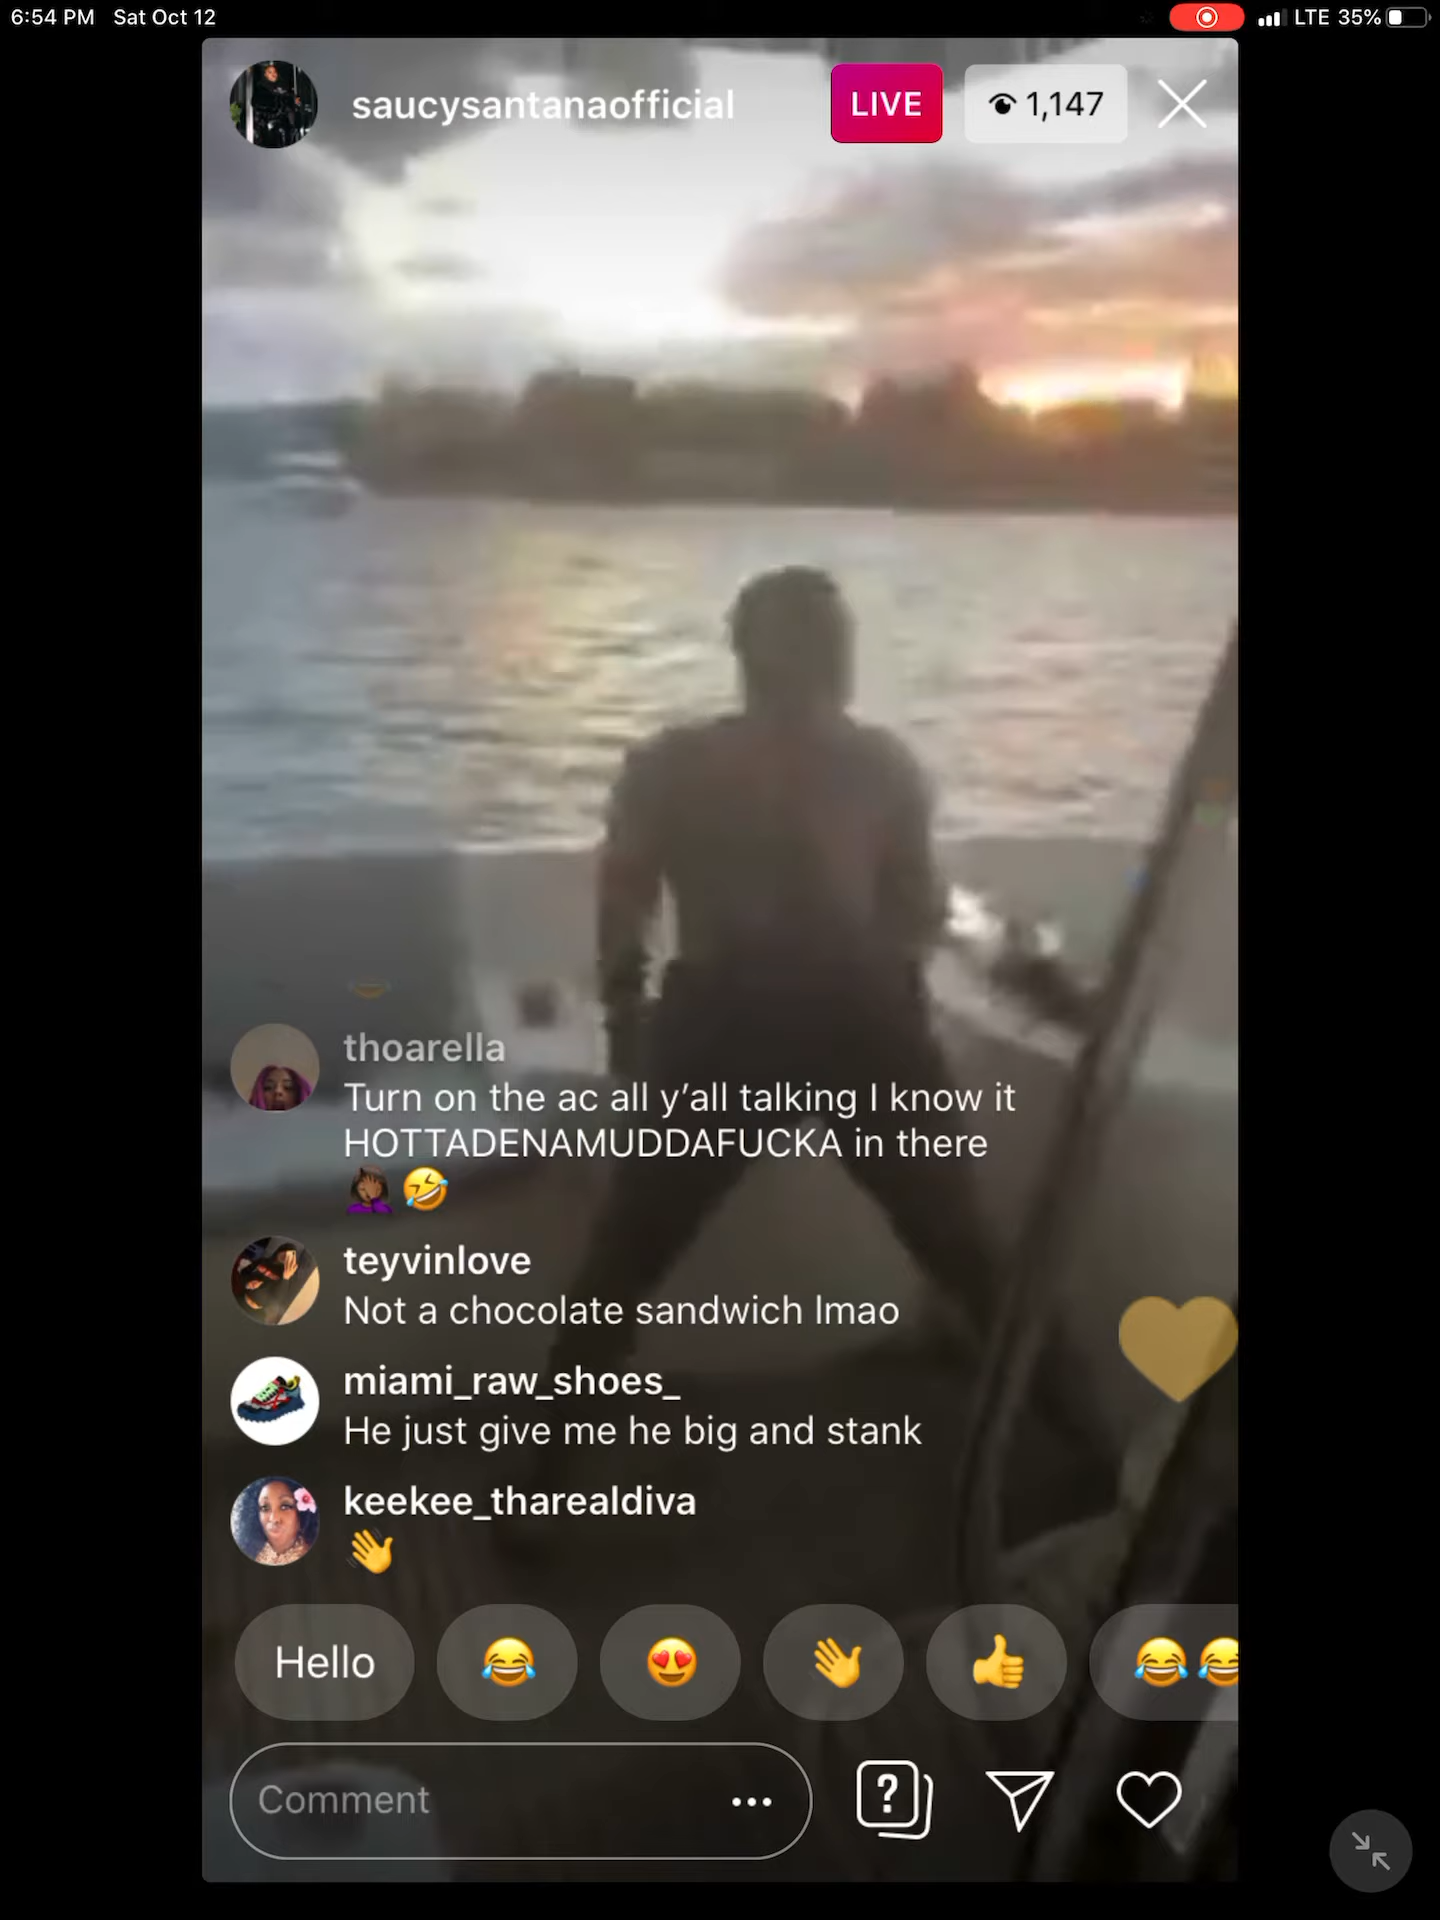 6:54 PM Sat Oct 12
LTE 35%
saucysantanaofficial
LIVE
1,147
thoarella
Turn on the ac all y’all talking I know it
HOTTADENAMUDDAFUCKA in there
🤦🏾‍♀️🤣
teyvinlove
Not a chocolate sandwich lmao
miami_raw_shoes_
He just give me he big and stank
keekee_tharealdiva
👋
Hello 😂 😍 👋 👍 😂😂
Comment
?